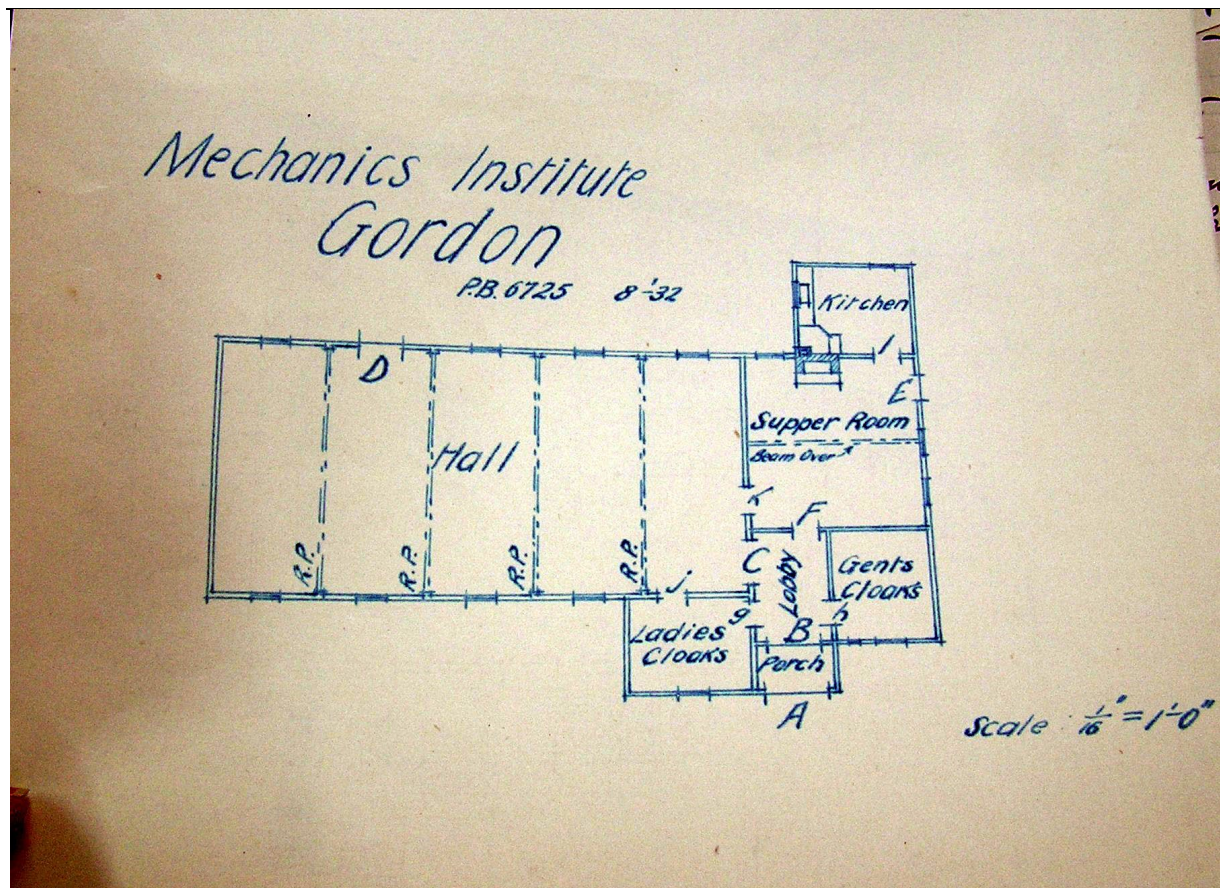 Mechanics Institute
Gordon
P.B. 6725 8-'32
Kitchen
l
D
E
Supper Room
Beam Over
Hall
K
F
R.P. R.P. R.P. R.P.
C
Lobby
Gents
Cloaks
j
g
h
B
Ladies
Cloaks
Porch
A
Scale 1/16" = 1'-0"